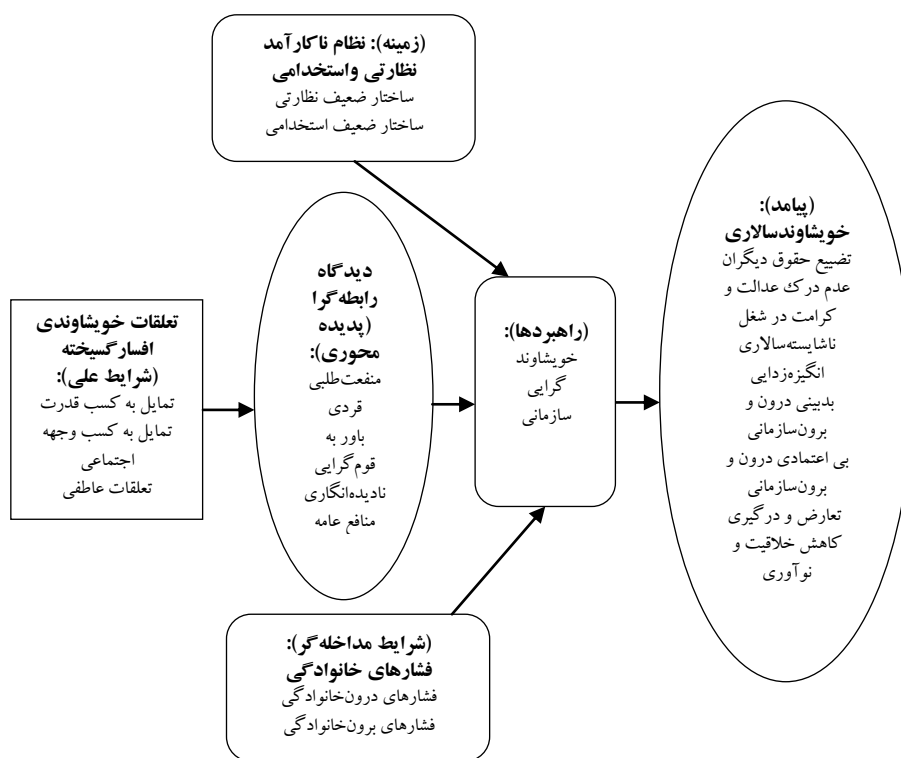 (زمینه): نظام ناکارآمد
نظارتی واستخدامی
ساختار ضعیف نظارتی
ساختار ضعیف استخدامی
تعلقات خویشاوندی
افسارگسیخته
(شرایط علی):
تمایل به کسب قدرت
تمایل به کسب وجهه
اجتماعی
تعلقات عاطفی
دیدگاه
رابطه‌گرا
(پدیده
محوری):
منفعت‌طلبی
قردی
باور به
قوم‌گرایی
نادیده‌انگاری
منافع عامه
(راهبردها):
خویشاوند
گرایی
سازمانی
(شرایط مداخله‌گر):
فشارهای خانوادگی
فشارهای درون‌خانوادگی
فشارهای برون‌خانوادگی
(پیامد):
خویشاوندسالاری
تضییع حقوق دیگران
عدم درک عدالت و
کرامت در شغل
ناشایسته‌سالاری
انگیزه‌زدایی
بدبینی درون و
برون‌سازمانی
بی اعتمادی درون و
برون‌سازمانی
تعارض و درگیری
کاهش خلاقیت و
نوآوری